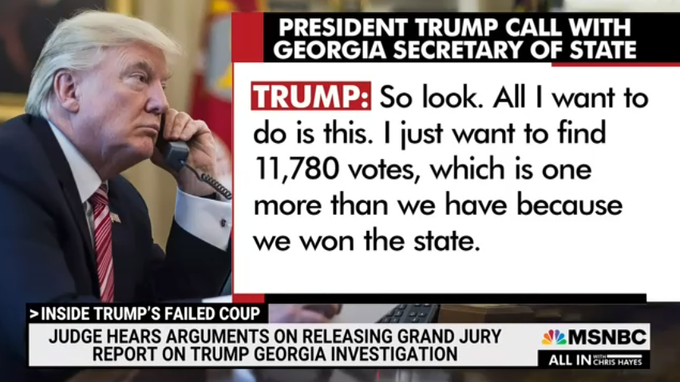 PRESIDENT TRUMP CALL WITH
GEORGIA SECRETARY OF STATE
TRUMP: So look. All I want to
do is this. I just want to find
11,780 votes, which is one
more than we have because
we won the state.
>INSIDE TRUMP'S FAILED COUP
JUDGE HEARS ARGUMENTS ON RELEASING GRAND JURY
REPORT ON TRUMP GEORGIA INVESTIGATION
MSNBC
ALL IN WITH CHRIS HAYES